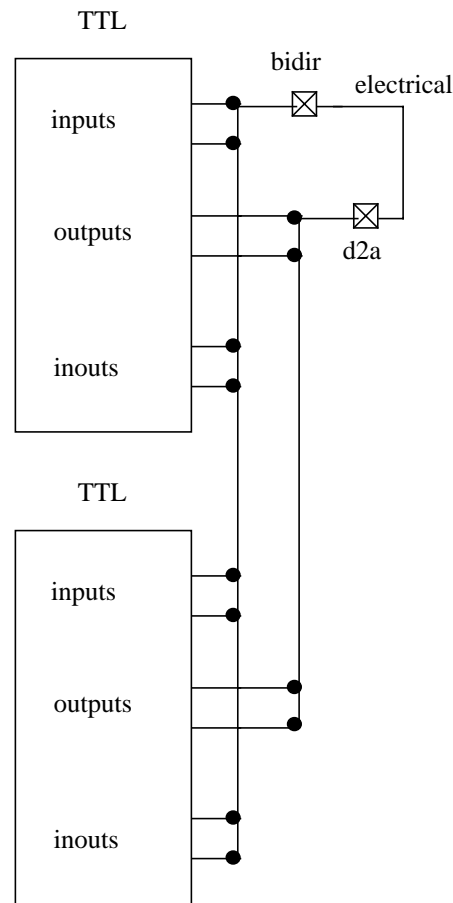 TTL
bidir
electrical
inputs
outputs
d2a
inouts
TTL
inputs
outputs
inouts